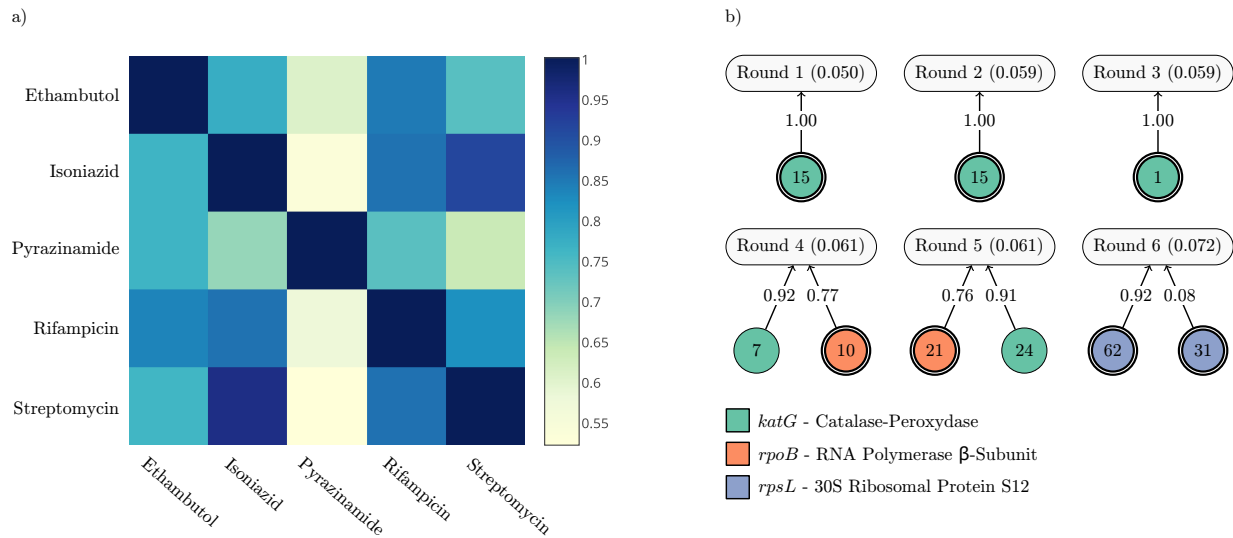 a)
Ethambutol
Isoniazid
Pyrazinamide
Rifampicin
Streptomycin
Ethambutol
Isoniazid
Pyrazinamide
Rifampicin
Streptomycin
1
0.95
0.9
0.85
0.8
0.75
0.7
0.65
0.6
0.55
b)
Round 1 (0.050)
Round 2 (0.059)
Round 3 (0.059)
1.00
1.00
1.00
15
15
1
Round 4 (0.061)
Round 5 (0.061)
Round 6 (0.072)
0.92
0.77
0.76
0.91
0.92
0.08
7
10
21
24
62
31
katG - Catalase-Peroxydase
rpoB - RNA Polymerase β-Subunit
rpsL - 30S Ribosomal Protein S12